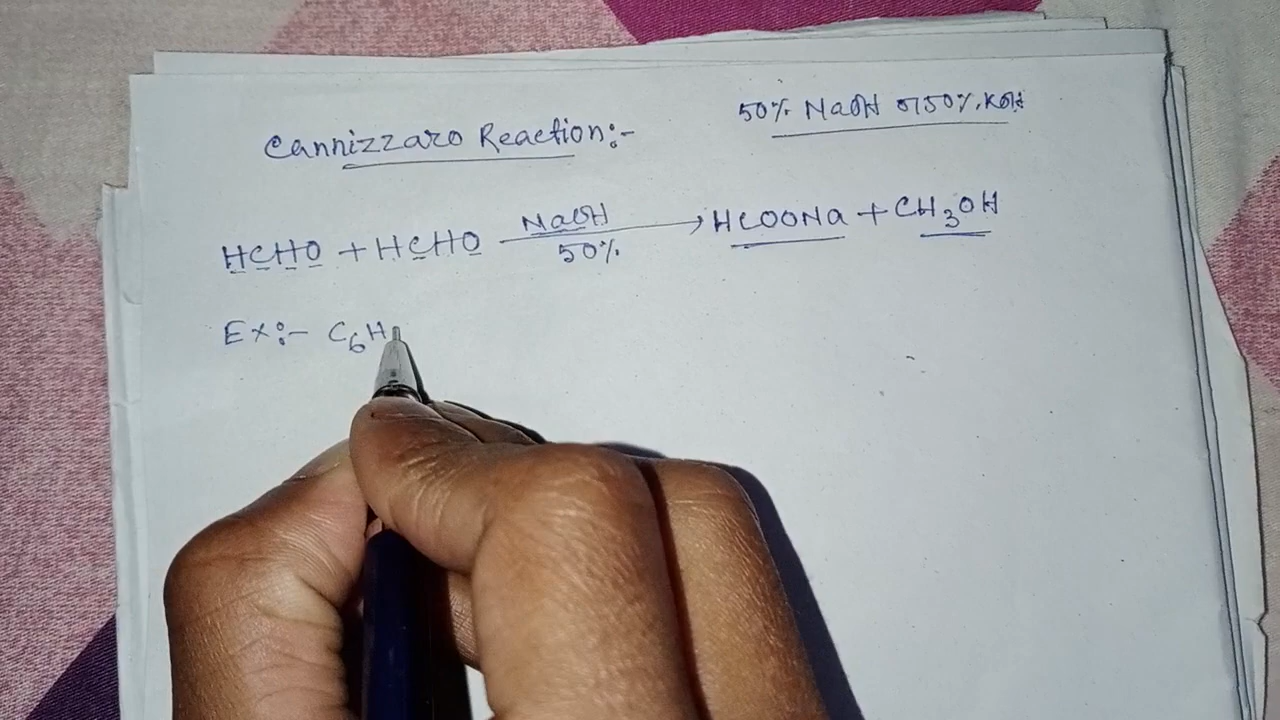 50% NaOH or 50% KOH
Cannizzaro Reaction:-
HCHO + HCHO NaOH 50% → HCOONa + CH3OH
Ex:- C6H